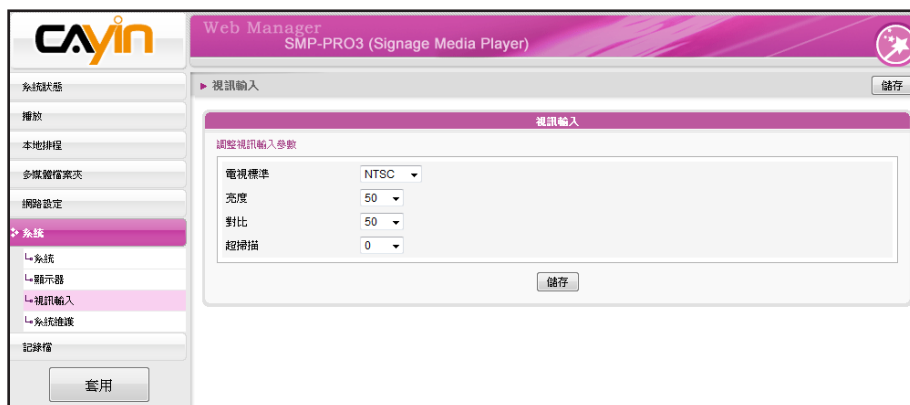 CAYIN
Web Manager
SMP-PRO3 (Signage Media Player)
系統狀態
播放
本地排程
多媒體檔案夾
網路設定
系統
系統
顯示器
視訊輸入
系統維護
記錄檔
套用
視訊輸入
儲存
視訊輸入
調整視訊輸入參數
電視標準 NTSC
亮度 50
對比 50
超掃描 0
儲存